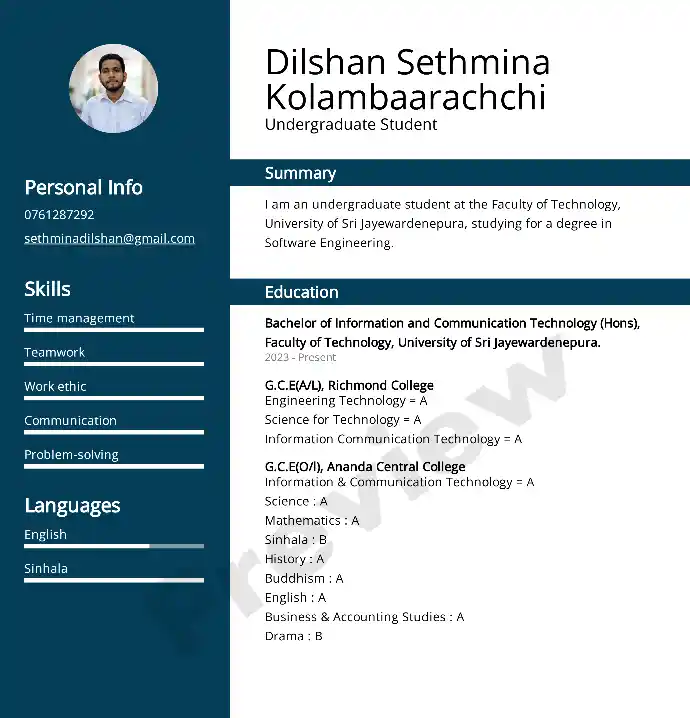 Dilshan Sethmina
Kolambaarachchi
Undergraduate Student
Personal Info
0761287292
sethminadilshan@gmail.com
Skills
Time management
Teamwork
Work ethic
Communication
Problem-solving
Languages
English
Sinhala
Summary
I am an undergraduate student at the Faculty of Technology,
University of Sri Jayewardenepura, studying for a degree in
Software Engineering.
Education
Bachelor of Information and Communication Technology (Hons),
Faculty of Technology, University of Sri Jayewardenepura.
2023 - Present
G.C.E(A/L), Richmond College
Engineering Technology = A
Science for Technology = A
Information Communication Technology = A
G.C.E(O/l), Ananda Central College
Information & Communication Technology = A
Science : A
Mathematics : A
Sinhala : B
History : A
Buddhism : A
English : A
Business & Accounting Studies : A
Drama : B
Preview